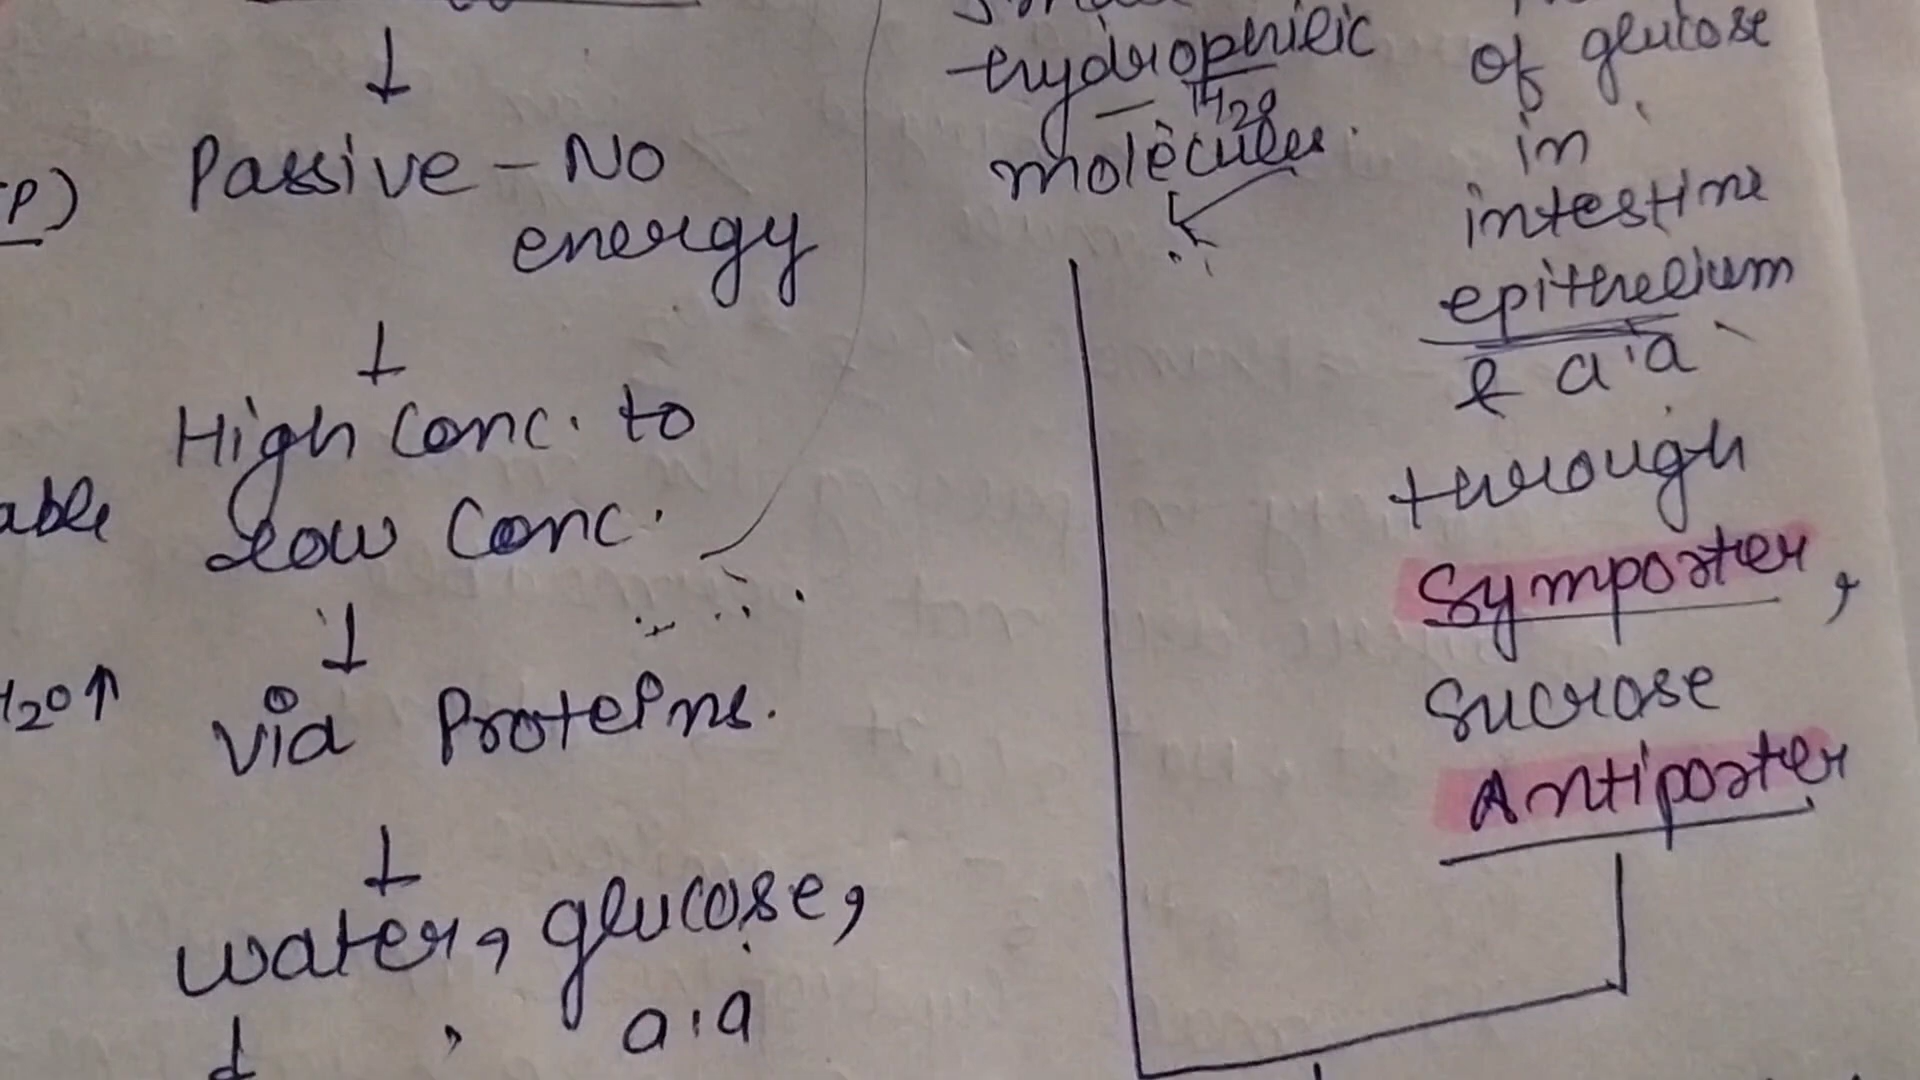 P)
able
H2O↑
Passive - No
energy
High Conc. to
low Conc.
via Proteins.
water, glucose,
a.a
hydrophilic
H2O
molecules.
of glucose
in
intestine
epithelium
& a.a
through
Symporter,
Sucrose
Antiporter